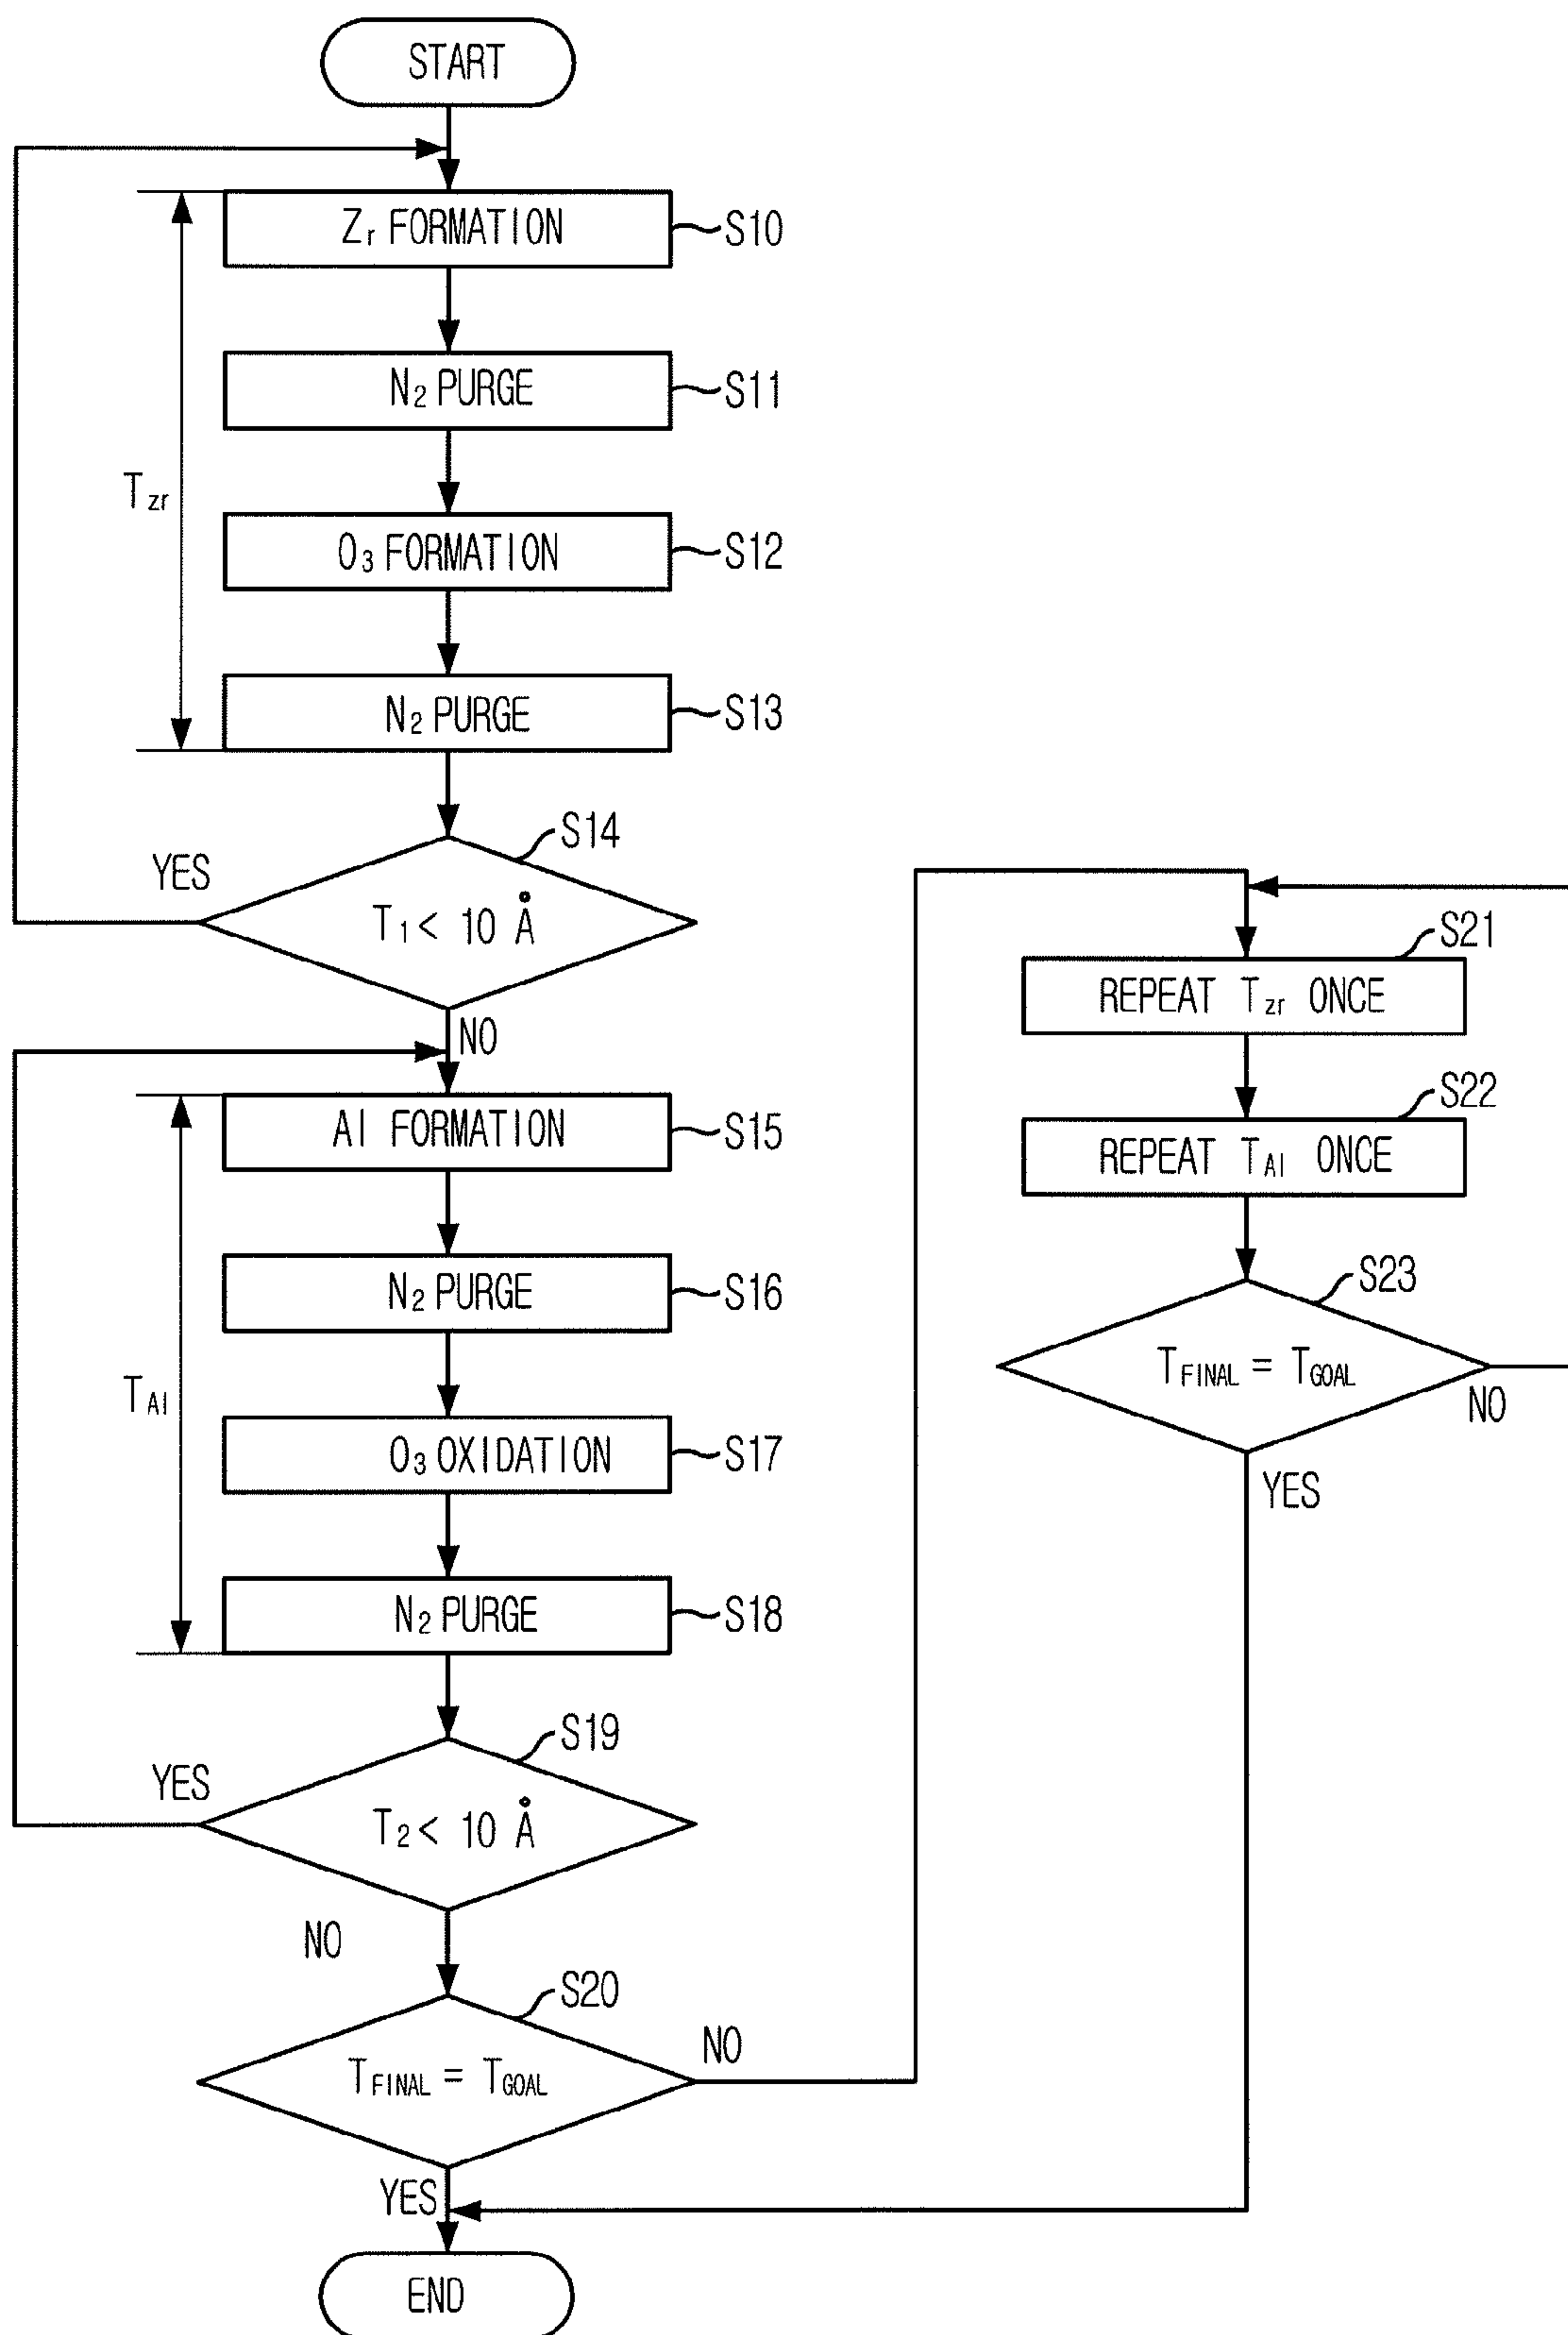 START
Zr FORMATION
S10
N2 PURGE
S11
Tzr
O3 FORMATION
S12
N2 PURGE
S13
S14
YES
T1 < 10 Å
NO
Al FORMATION
S15
N2 PURGE
S16
TAl
O3 OXIDATION
S17
N2 PURGE
S18
S19
YES
T2 < 10 Å
NO
S20
TFINAL = TGOAL
NO
YES
END
S21
REPEAT Tzr ONCE
S22
REPEAT TAl ONCE
S23
TFINAL = TGOAL
NO
YES